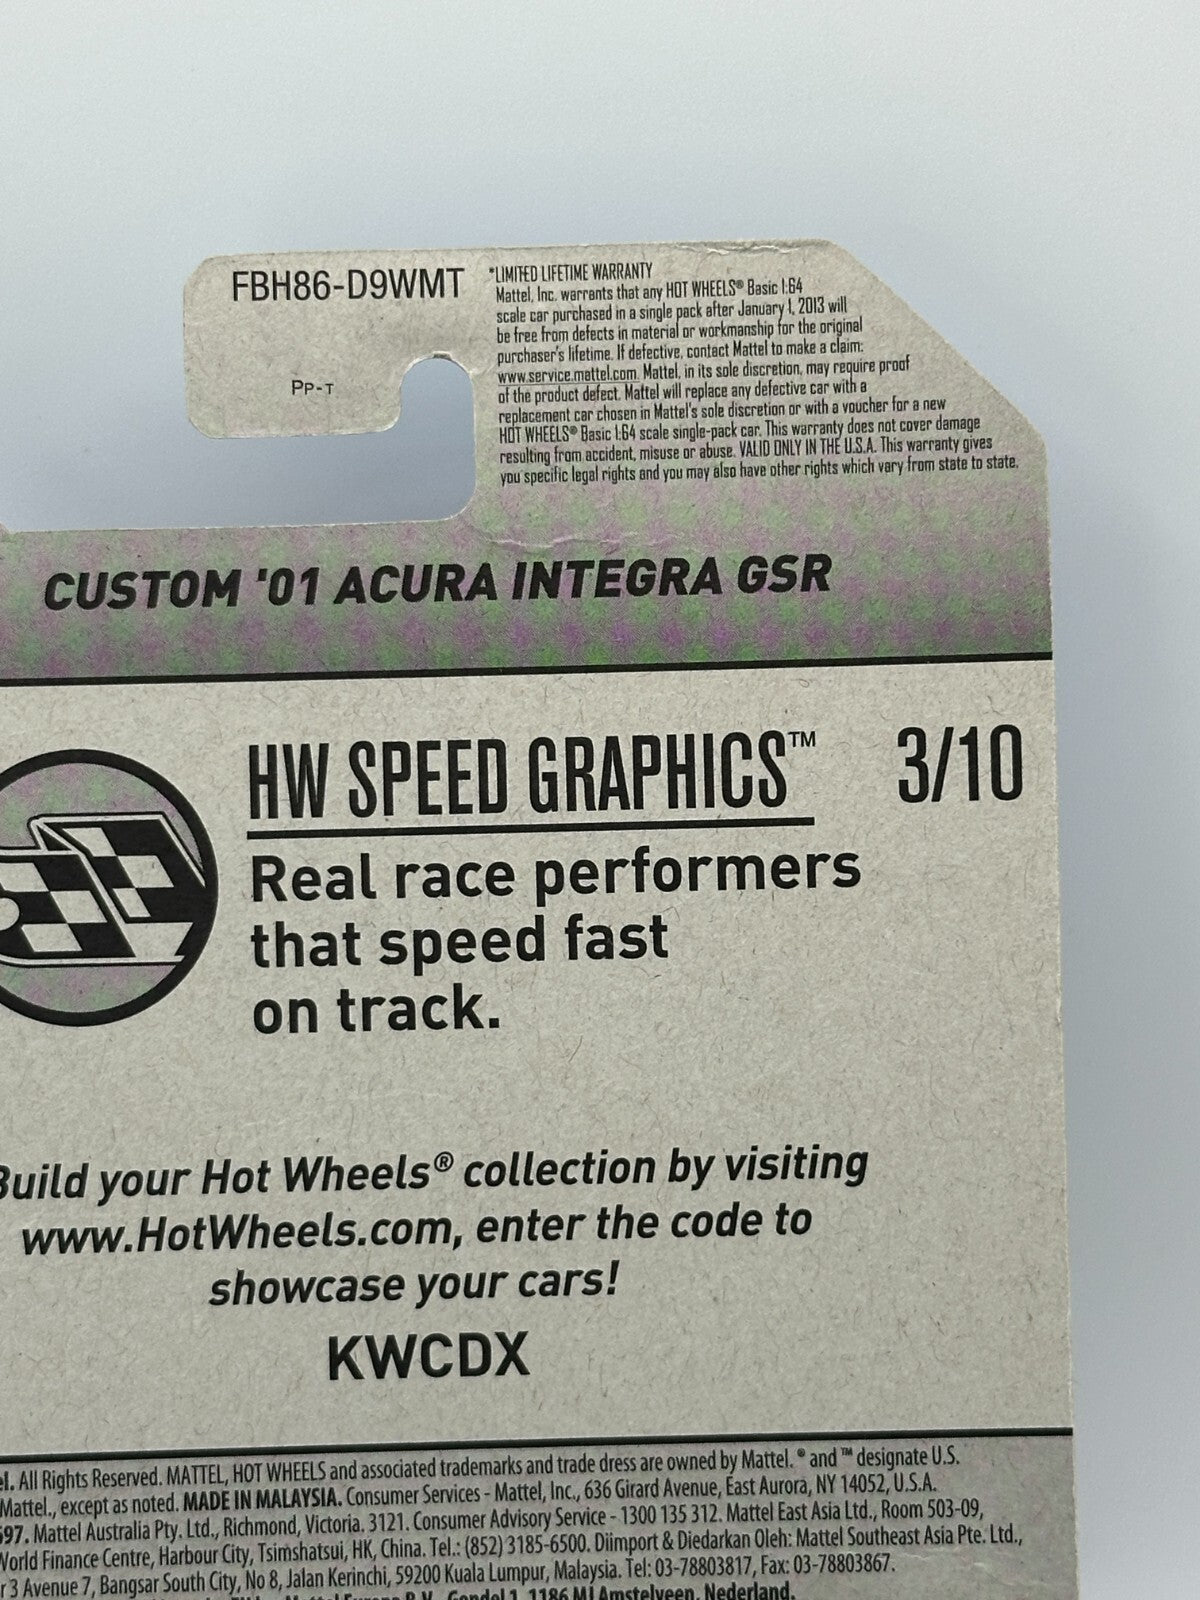 FBH86-D9WMT
Pp-T
*LIMITED LIFETIME WARRANTY
Mattel, Inc. warrants that any HOT WHEELS® Basic 1:64
scale car purchased in a single pack after January 1, 2013 will
be free from defects in material or workmanship for the original
purchaser's lifetime. If defective, contact Mattel to make a claim:
www.service.mattel.com. Mattel, in its sole discretion, may require proof
of the product defect. Mattel will replace any defective car with a
replacement car chosen in Mattel's sole discretion or with a voucher for a new
HOT WHEELS® Basic 1:64 scale single-pack car. This warranty does not cover damage
resulting from accident, misuse or abuse. VALID ONLY IN THE U.S.A. This warranty gives
you specific legal rights and you may also have other rights which vary from state to state.
CUSTOM '01 ACURA INTEGRA GSR
HW SPEED GRAPHICS™ 3/10
Real race performers
that speed fast
on track.
Build your Hot Wheels® collection by visiting
www.HotWheels.com, enter the code to
showcase your cars!
KWCDX
el. All Rights Reserved. MATTEL, HOT WHEELS and associated trademarks and trade dress are owned by Mattel. ® and ™ designate U.S.
Mattel., except as noted. MADE IN MALAYSIA. Consumer Services - Mattel, Inc., 636 Girard Avenue, East Aurora, NY 14052, U.S.A.
597. Mattel Australia Pty. Ltd., Richmond, Victoria. 3121. Consumer Advisory Service - 1300 135 312. Mattel East Asia Ltd., Room 503-09,
World Finance Centre, Harbour City, Tsimshatsui, HK, China. Tel.: (852) 3185-6500. Diimport & Diedarkan Oleh: Mattel Southeast Asia Pte. Ltd.,
r 3 Avenue 7, Bangsar South City, No 8, Jalan Kerinchi, 59200 Kuala Lumpur, Malaysia. Tel: 03-78803817, Fax: 03-78803867.
Mattel Europa B.V., Gondel 1, 1186 MJ Amstelveen, Nederland.